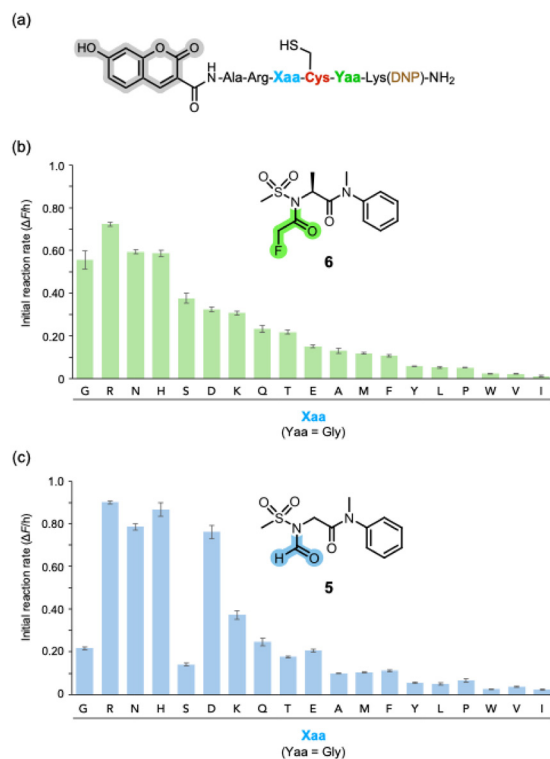 (a)
HO
O
O
HS
H
N-Ala-Arg-Xaa-Cys-Yaa-Lys(DNP)-NH₂
O
(b)
Initial reaction rate (ΔF/h)
1.0
0.80
0.60
0.40
0.20
0
O
O
S
N
O
N
O
F
6
G R N H S D K Q T E A M F Y L P W V I
Xaa
(Yaa = Gly)
(c)
Initial reaction rate (ΔF/h)
1.0
0.80
0.60
0.40
0.20
0
O
O
S
N
N
O
H
O
5
G R N H S D K Q T E A M F Y L P W V I
Xaa
(Yaa = Gly)